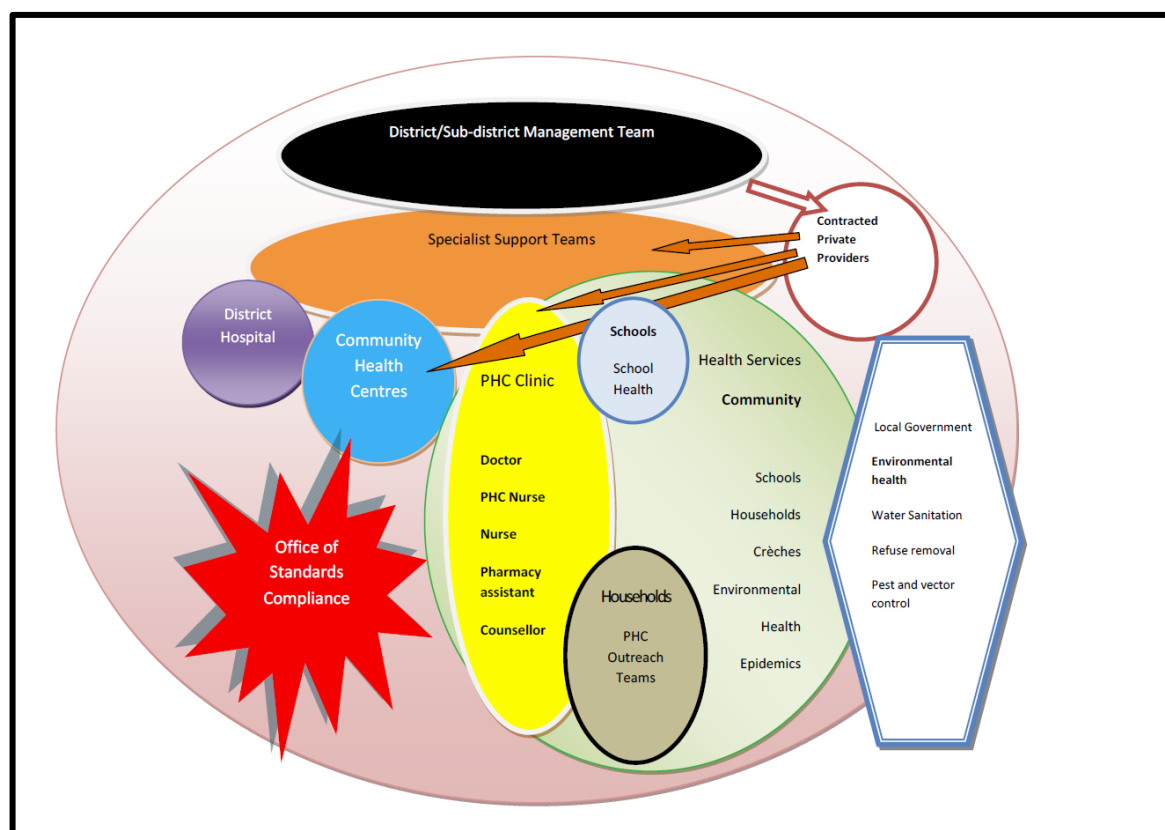 District/Sub-district Management Team
Specialist Support Teams
Contracted
Private
Providers
District
Hospital
Community
Health
Centres
PHC Clinic
Doctor
PHC Nurse
Nurse
Pharmacy
assistant
Counsellor
Schools
School
Health
Health Services
Community
Schools
Households
Crèches
Environmental
Health
Epidemics
Households
PHC
Outreach
Teams
Local Government
Environmental
health
Water Sanitation
Refuse removal
Pest and vector
control
Office of
Standards
Compliance